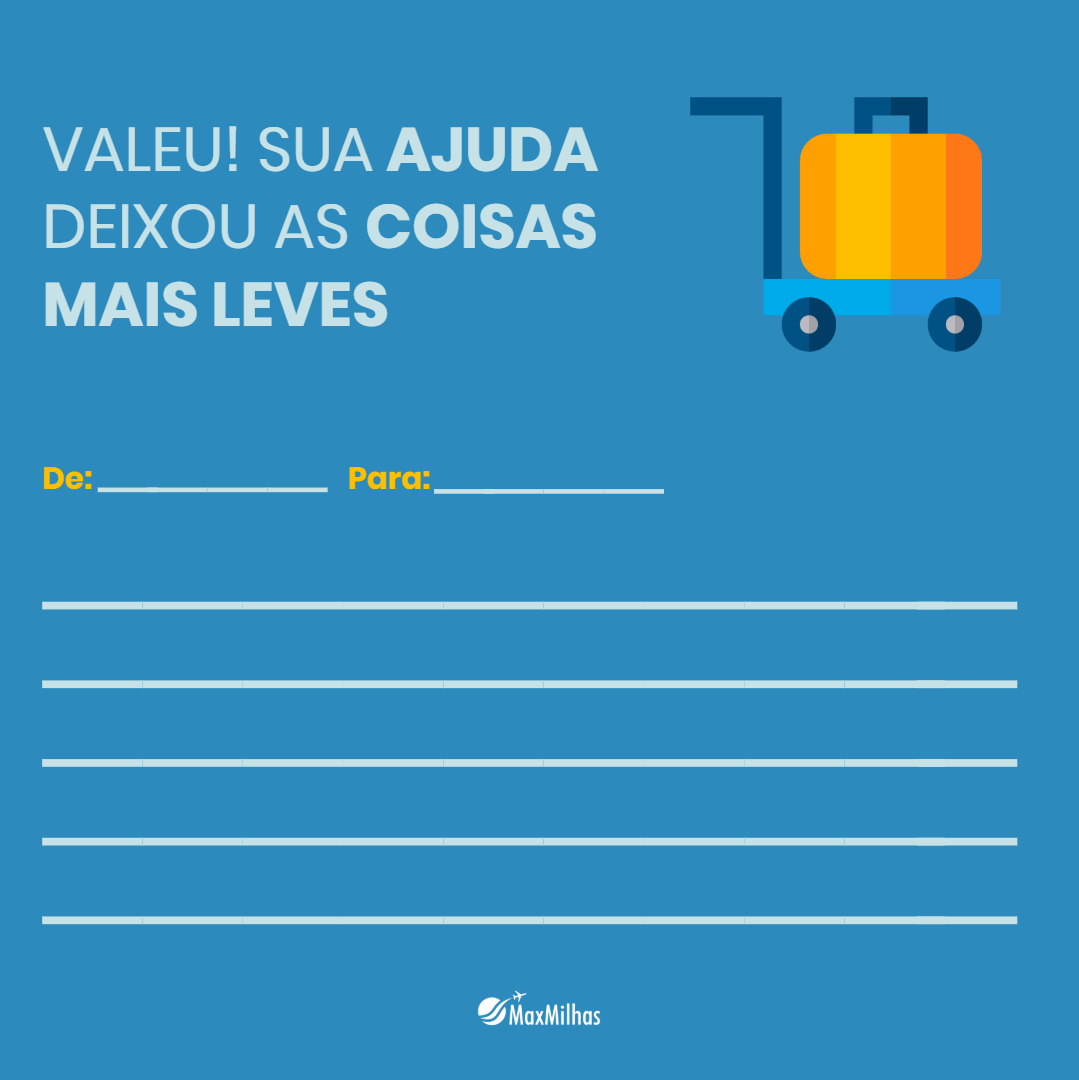 VALEU! SUA AJUDA
DEIXOU AS COISAS
MAIS LEVES
De: Para:
MaxMilhas